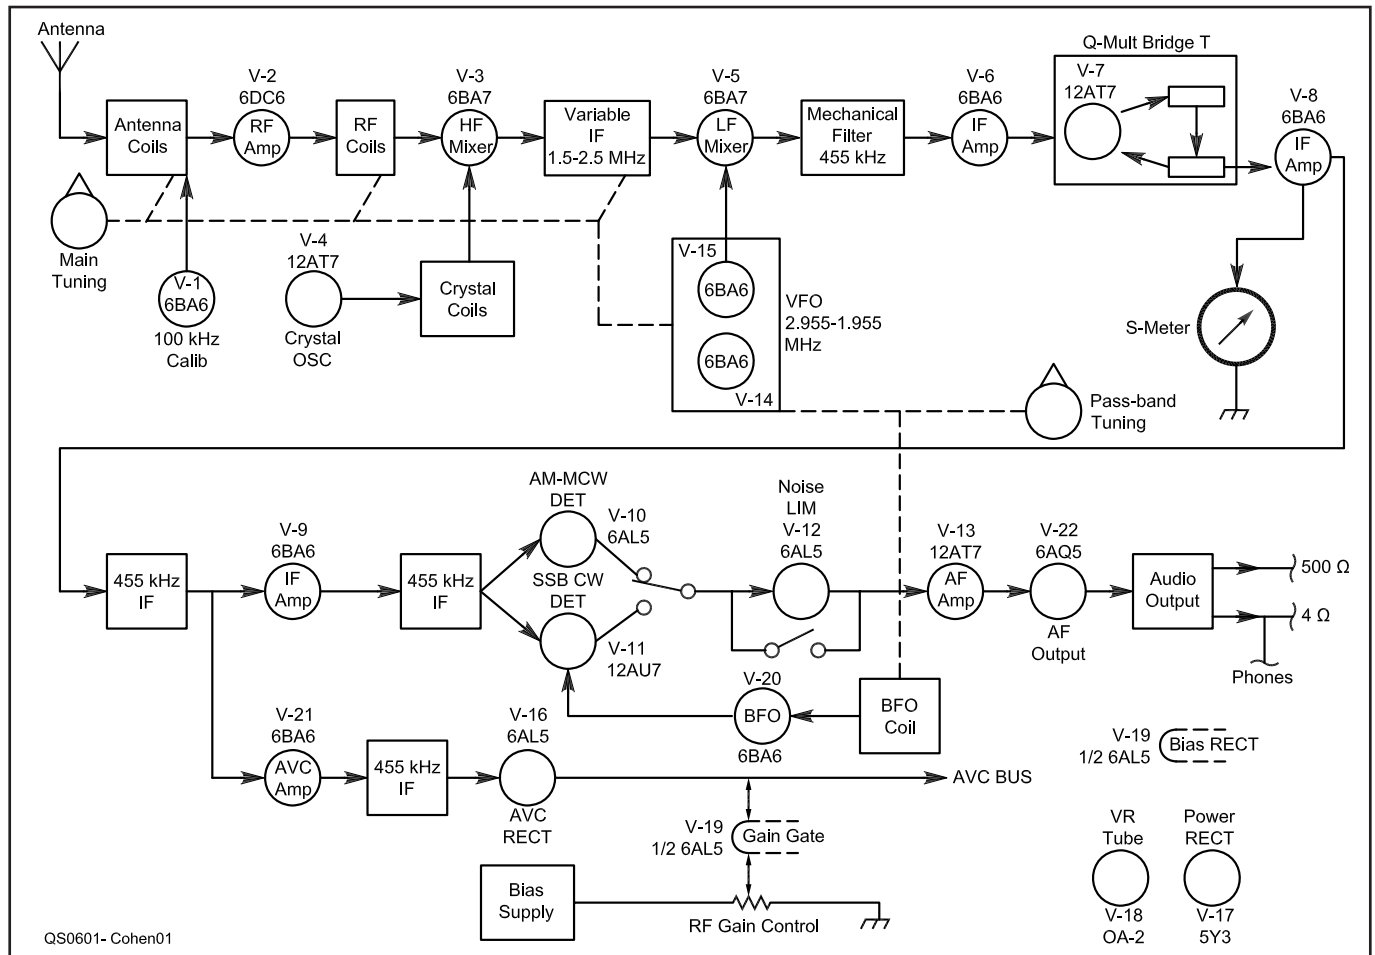 Antenna
Antenna
Coils
V-2
6DC6
RF
Amp
RF
Coils
V-3
6BA7
HF
Mixer
Variable
IF
1.5-2.5 MHz
V-5
6BA7
LF
Mixer
Mechanical
Filter
455 kHz
V-6
6BA6
IF
Amp
Q-Mult Bridge T
V-7
12AT7
V-8
6BA6
IF
Amp
Main
Tuning
V-1
6BA6
100 kHz
Calib
V-4
12AT7
Crystal
OSC
Crystal
Coils
V-15
6BA6
6BA6
V-14
VFO
2.955-1.955
MHz
S-Meter
Pass-band
Tuning
455 kHz
IF
V-9
6BA6
IF
Amp
455 kHz
IF
AM-MCW
DET
V-10
6AL5
SSB CW
DET
V-11
12AU7
Noise
LIM
V-12
6AL5
V-13
12AT7
AF
Amp
V-22
6AQ5
AF
Output
Audio
Output
500 Ω
4 Ω
Phones
V-20
BFO
6BA6
BFO
Coil
V-21
6BA6
AVC
Amp
455 kHz
IF
V-16
6AL5
AVC
RECT
AVC BUS
V-19
1/2 6AL5
Bias RECT
V-19
1/2 6AL5
Gain Gate
Bias
Supply
RF Gain Control
VR
Tube
V-18
OA-2
Power
RECT
V-17
5Y3
QS0601- Cohen01